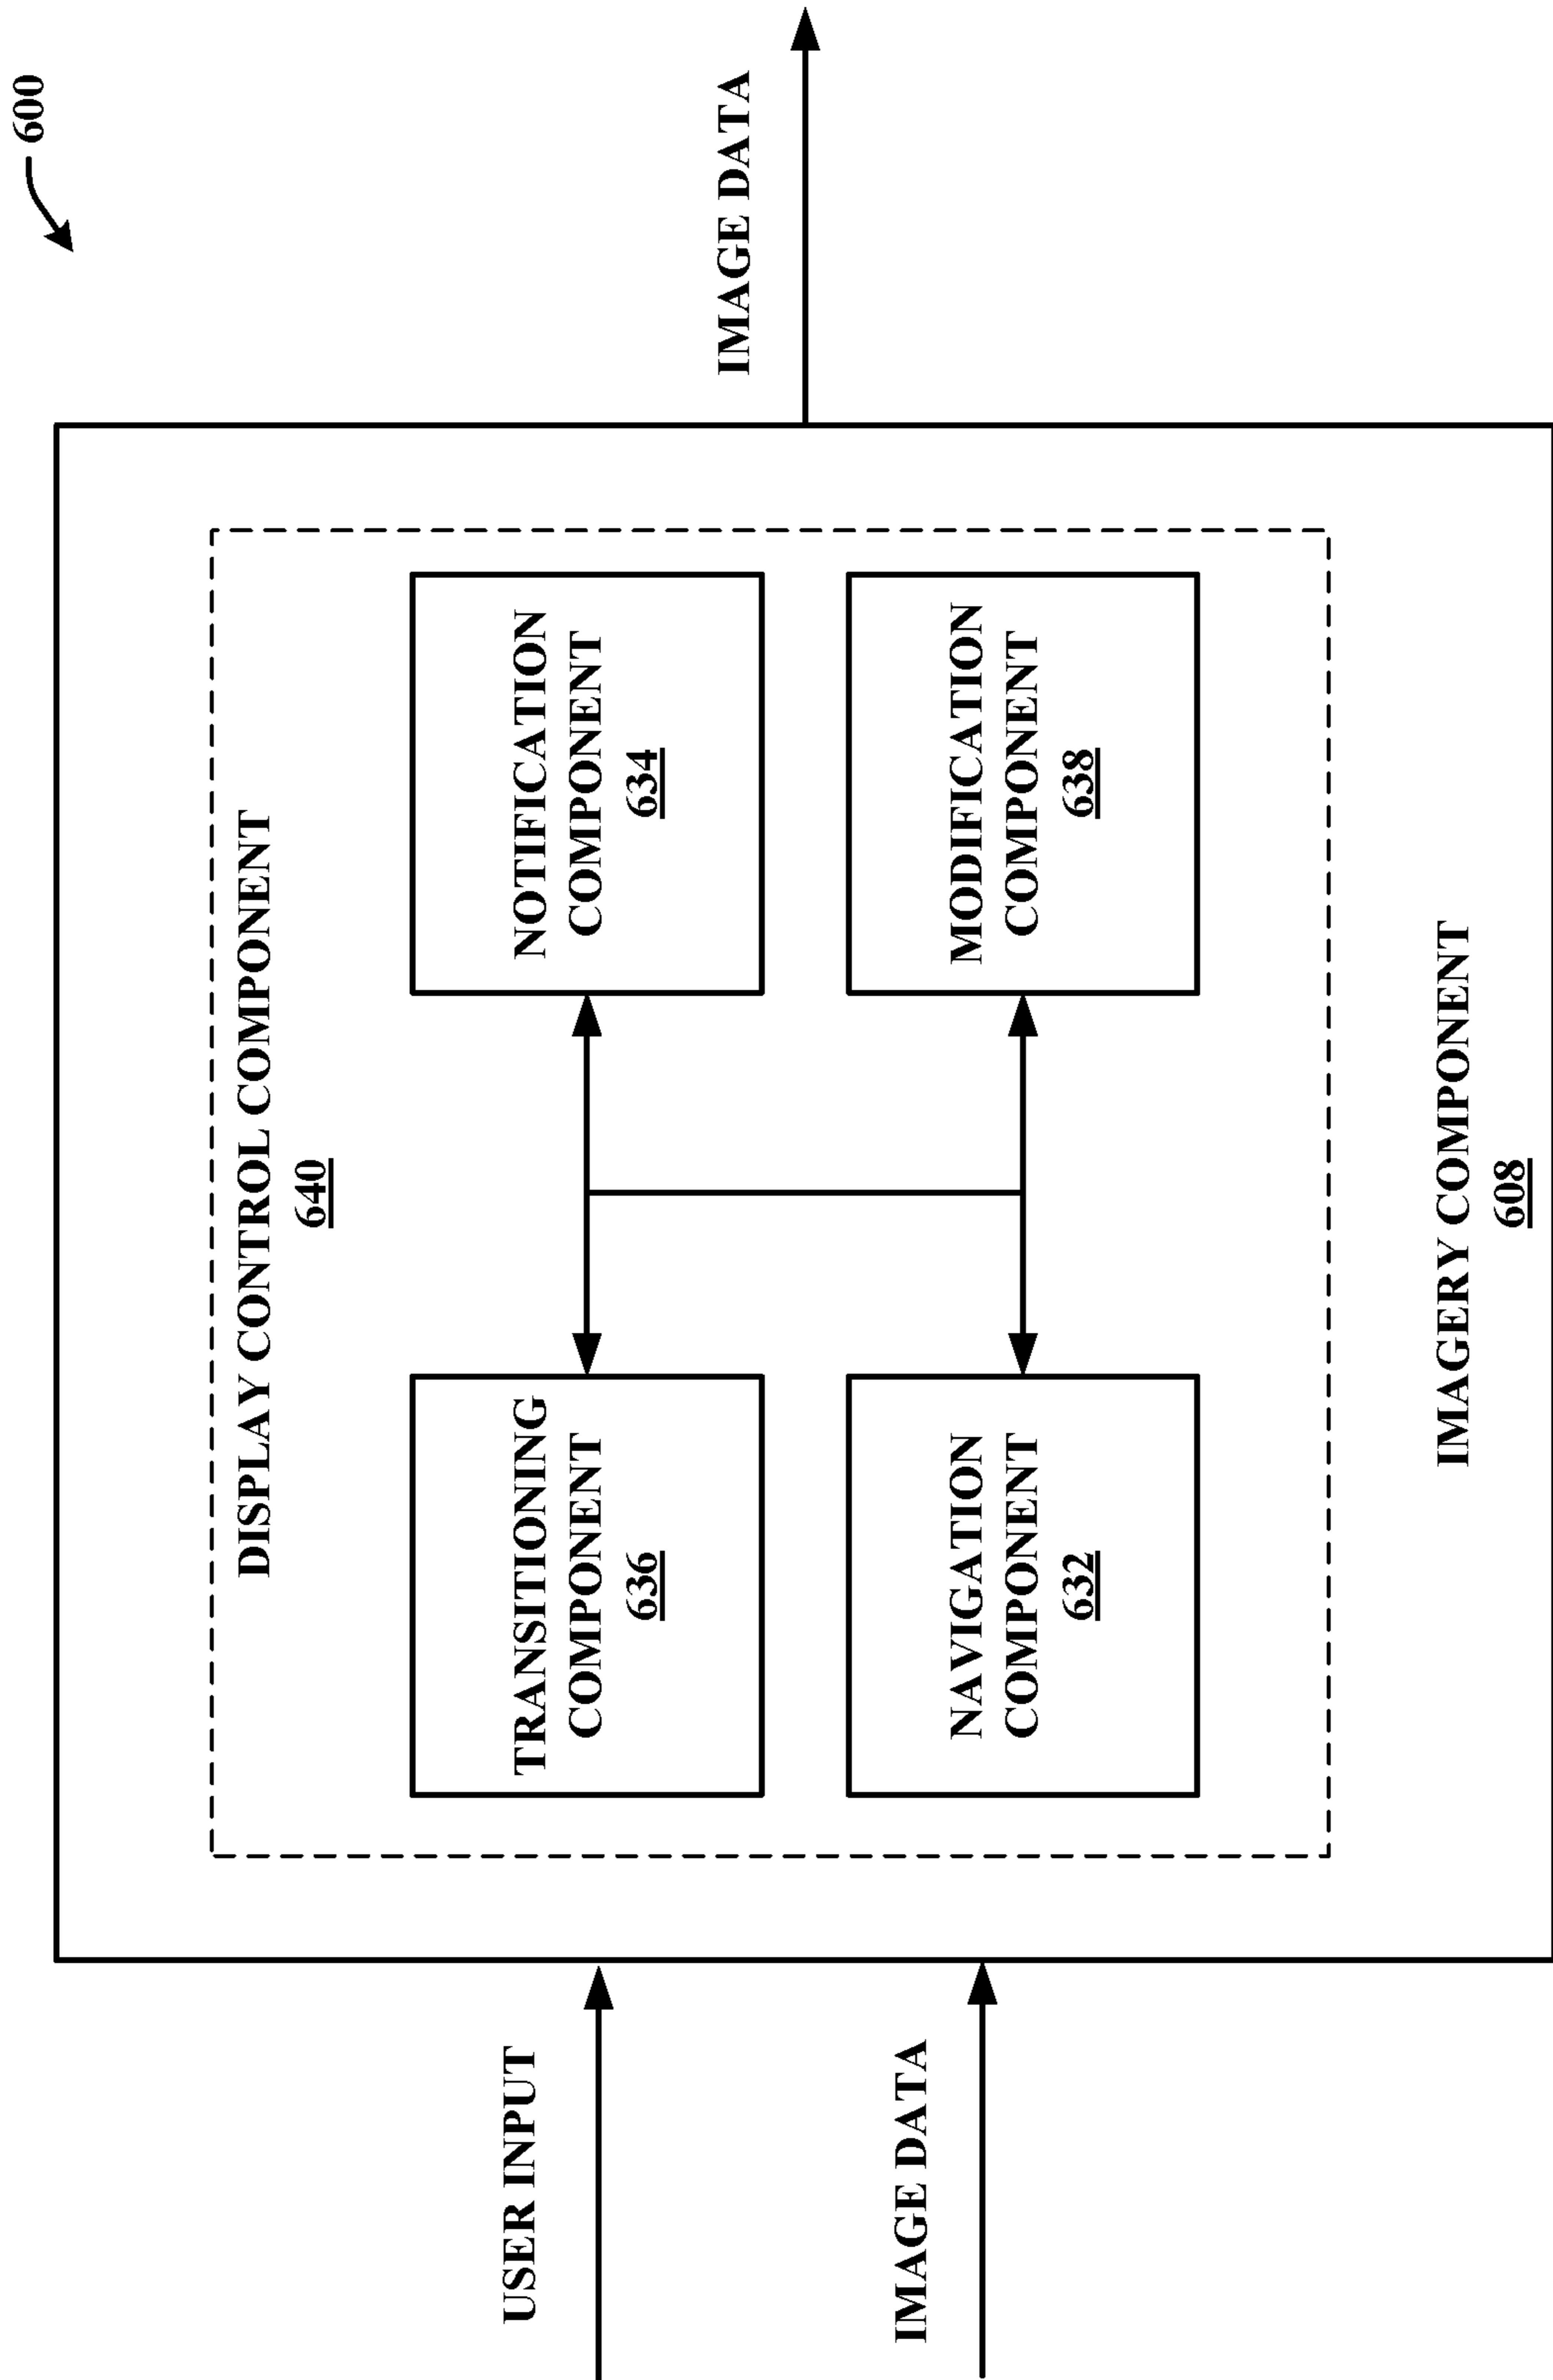 600
USER INPUT
IMAGE DATA
DISPLAY CONTROL COMPONENT
640
TRANSITIONING
COMPONENT
636
NOTIFICATION
COMPONENT
634
NAVIGATION
COMPONENT
632
MODIFICATION
COMPONENT
638
IMAGERY COMPONENT
608
IMAGE DATA